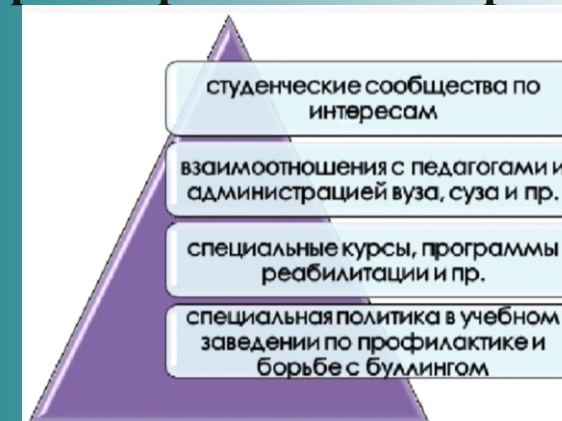 студенческие сообщества по
интересам
взаимоотношения с педагогами и
администрацией вуза, суза и пр.
специальные курсы, программы
реабилитации и пр.
специальная политика в учебном
заведении по профилактике и
борьбе с буллингом